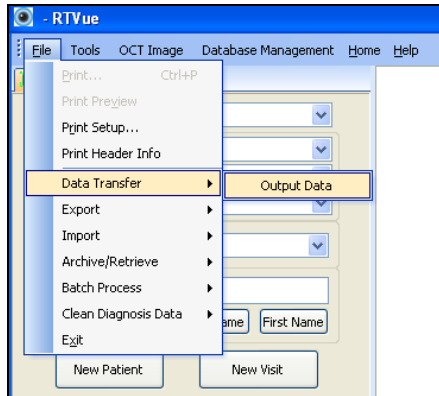 - RTVue
File Tools OCT Image Database Management Home Help
Print... Ctrl+P
Print Preview
Print Setup...
Print Header Info
Data Transfer Output Data
Export
Import
Archive/Retrieve
Batch Process
Clean Diagnosis Data
ame First Name
Exit
New Patient New Visit